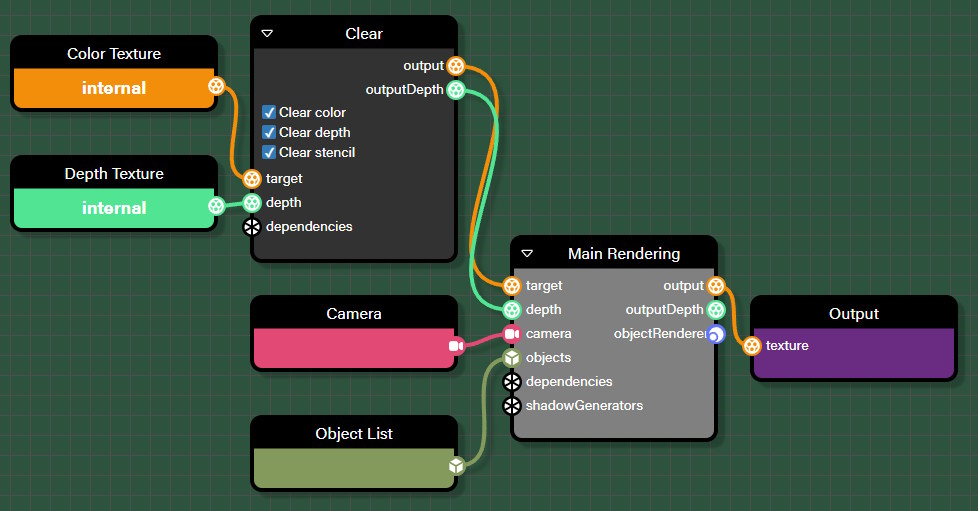 Color Texture
internal
Depth Texture
internal
Clear
output
outputDepth
Clear color
Clear depth
Clear stencil
target
depth
dependencies
Camera
Object List
Main Rendering
target output
depth outputDepth
camera objectRenderer
objects
dependencies
shadowGenerators
Output
texture